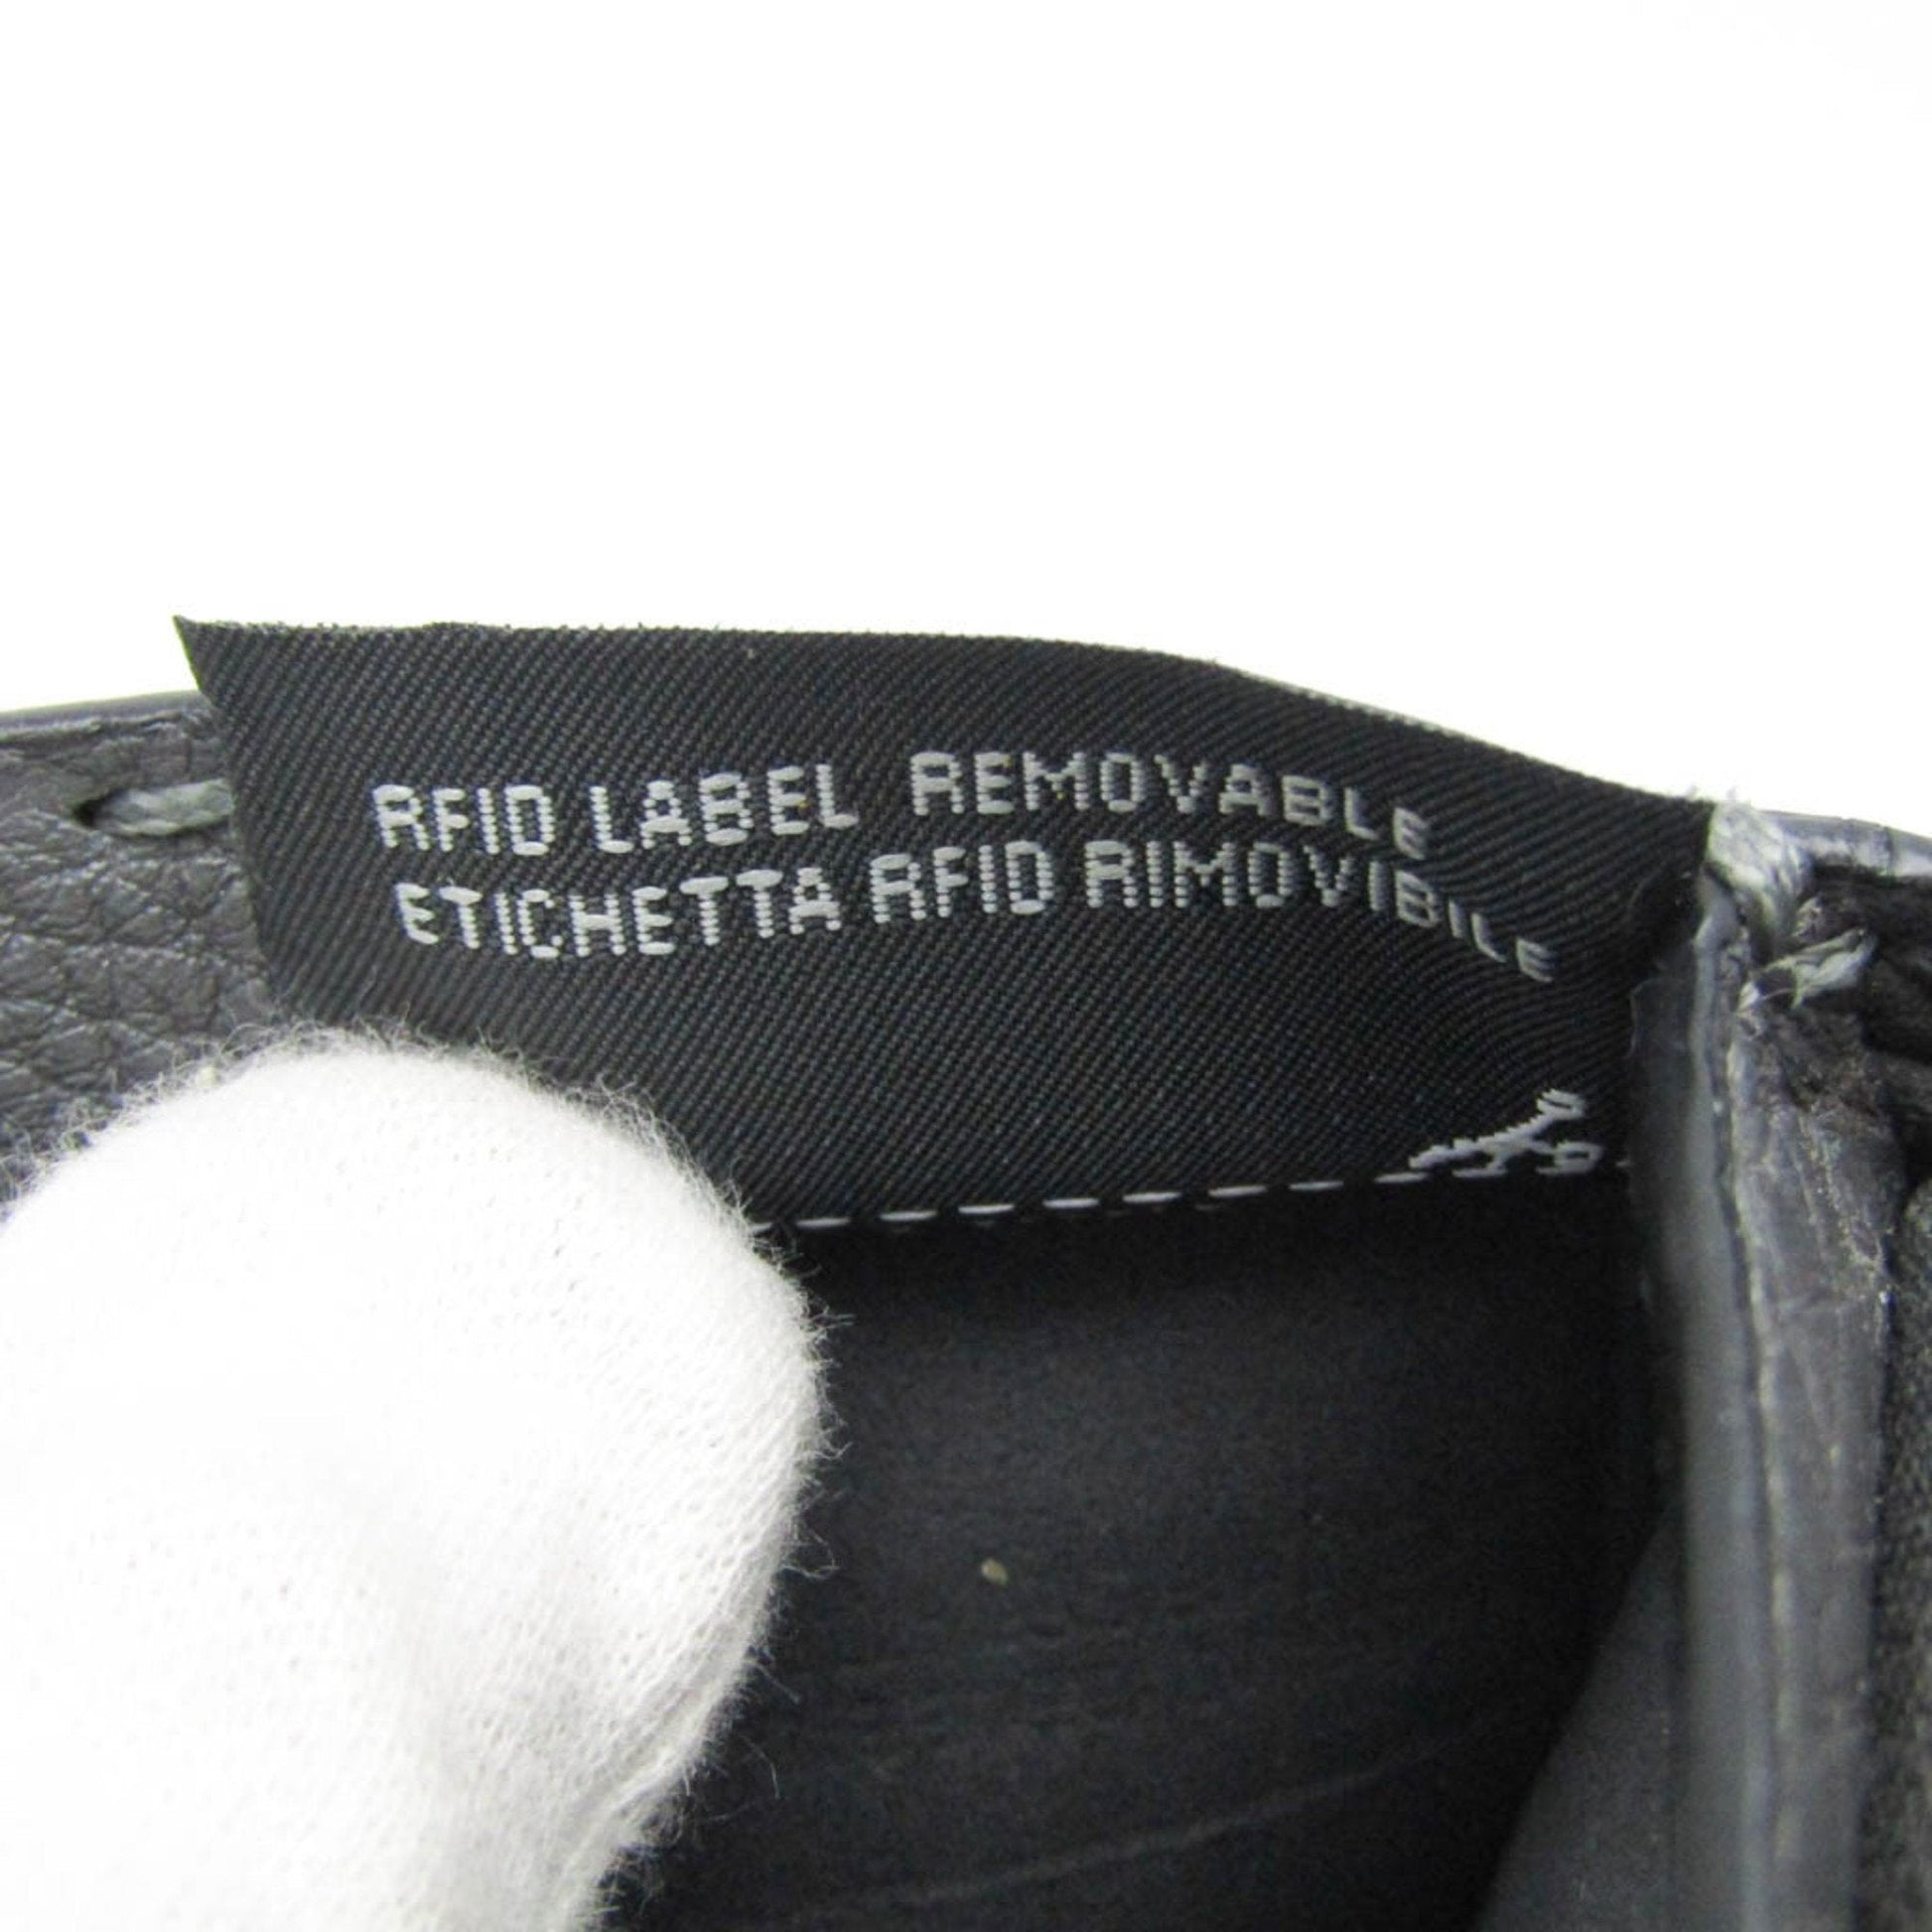 RFID LABEL REMOVABLE
ETICHETTA RFID RIMOVIBILE